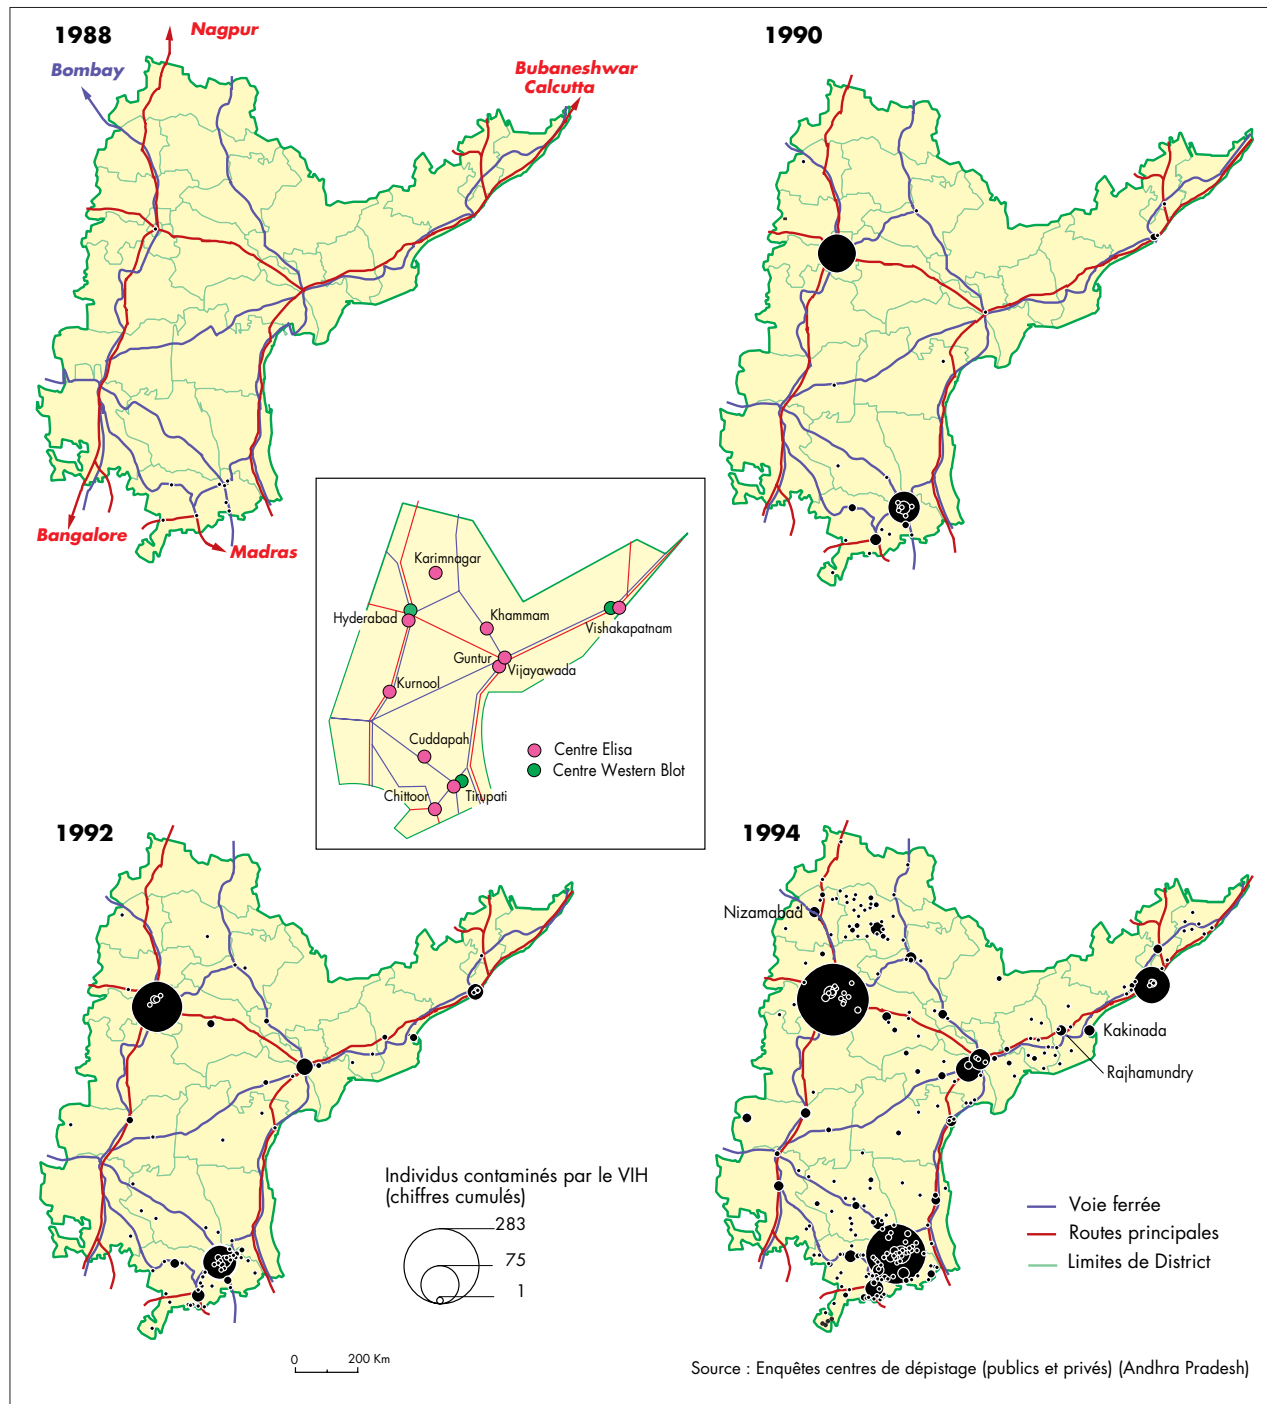 1988
Nagpur
Bombay
Bubaneshwar
Calcutta
Bangalore
Madras
1990
Karimnagar
Hyderabad
Khammam
Vishakapatnam
Guntur
Vijayawada
Kurnool
Cuddapah
Chittoor
Tirupati
Centre Elisa
Centre Western Blot
1992
Individus contaminés par le VIH
(chiffres cumulés)
283
75
1
0 200 Km
1994
Nizamabad
Kakinada
Rajhamundry
Voie ferrée
Routes principales
Limites de District
Source : Enquêtes centres de dépistage (publics et privés) (Andhra Pradesh)